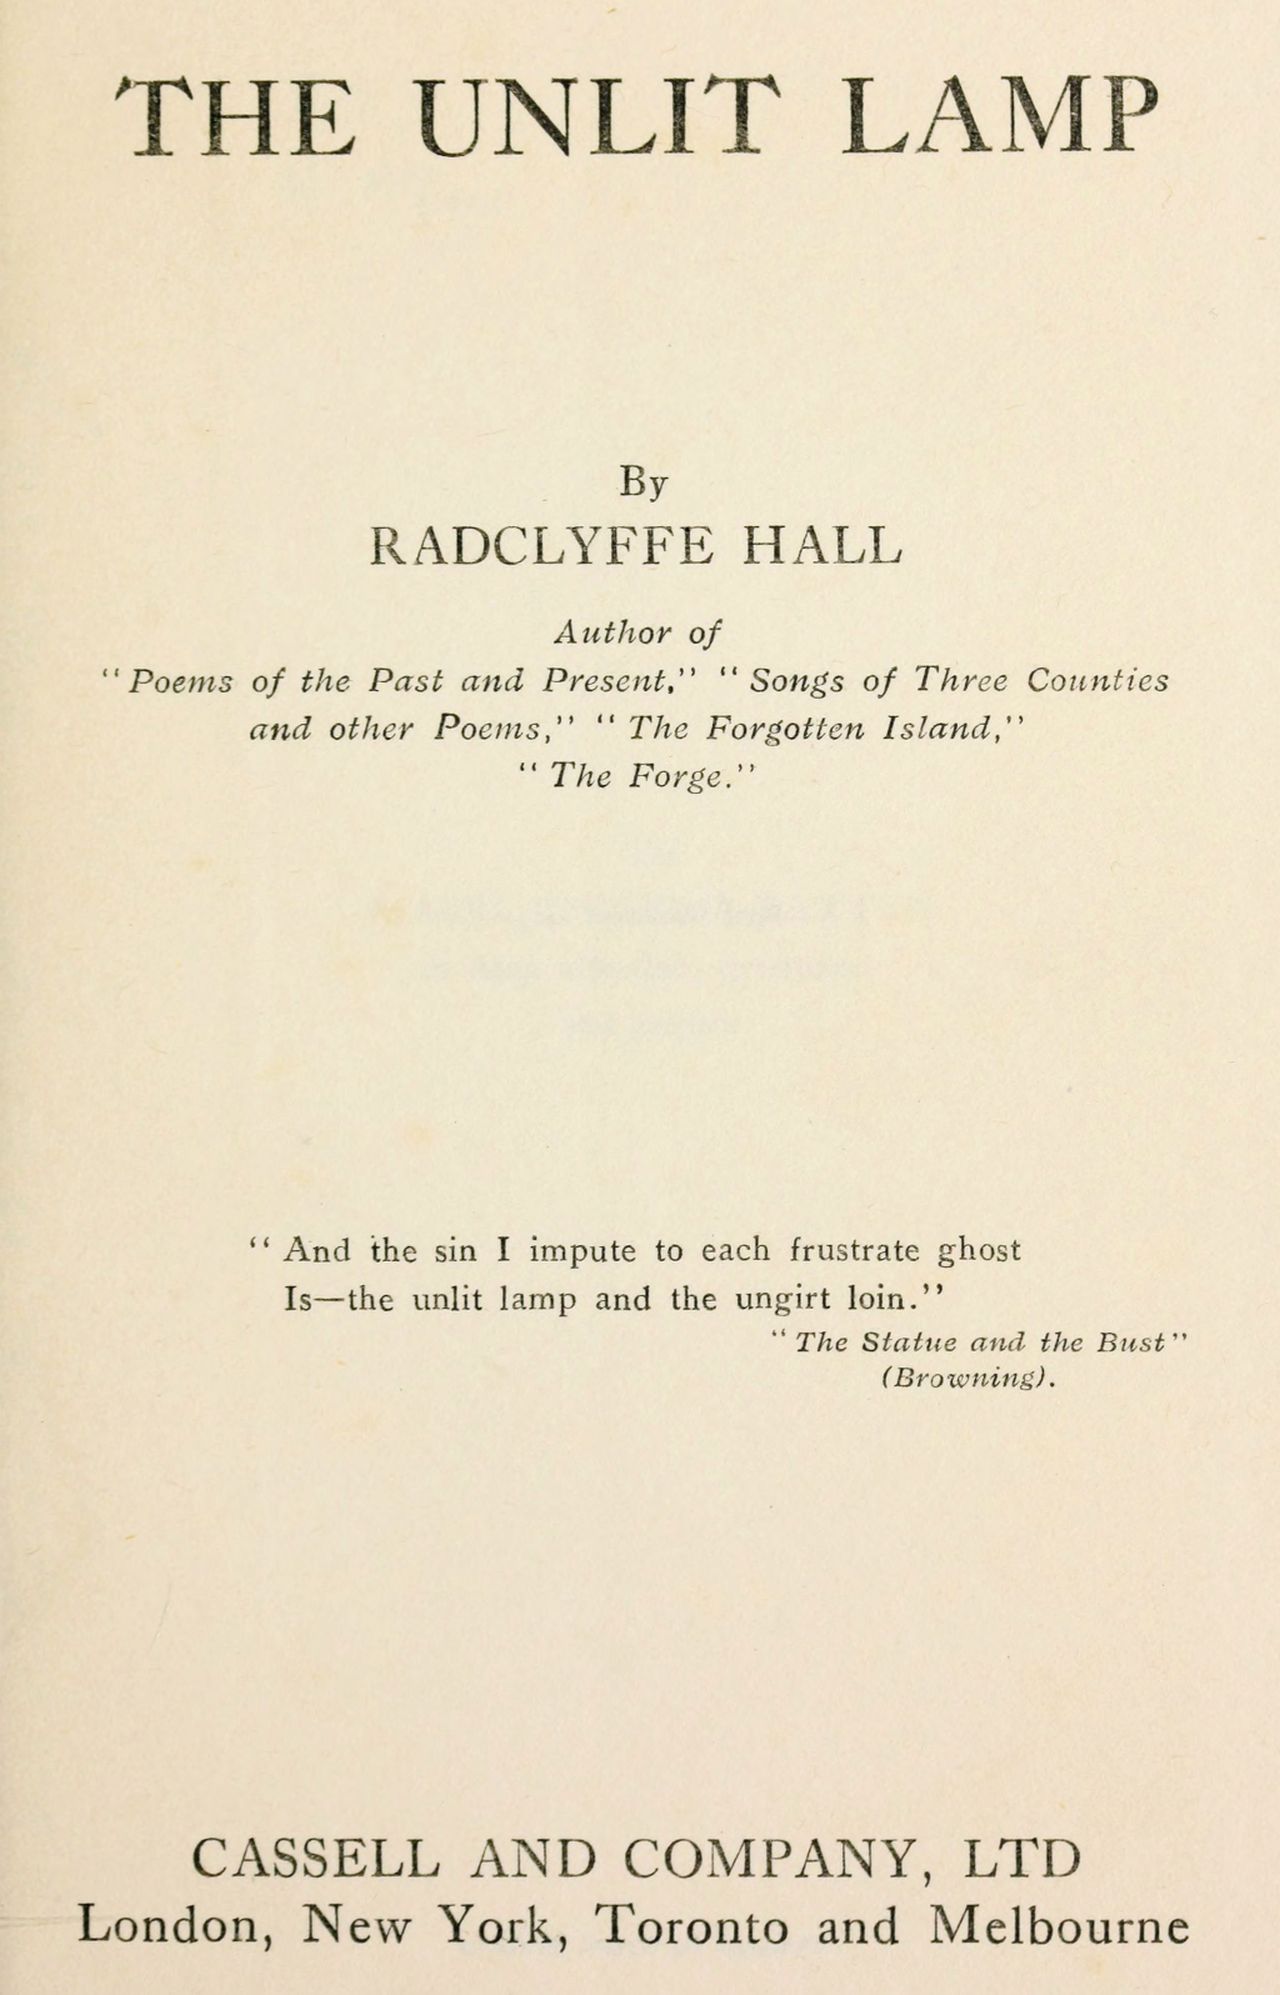 THE UNLIT LAMP
By
RADCLYFFE HALL
Author of
"Poems of the Past and Present," "Songs of Three Counties
and other Poems," "The Forgotten Island,"
"The Forge."
"And the sin I impute to each frustrate ghost
Is—the unlit lamp and the ungirt loin."
"The Statue and the Bust"
(Browning).
CASSELL AND COMPANY, LTD
London, New York, Toronto and Melbourne